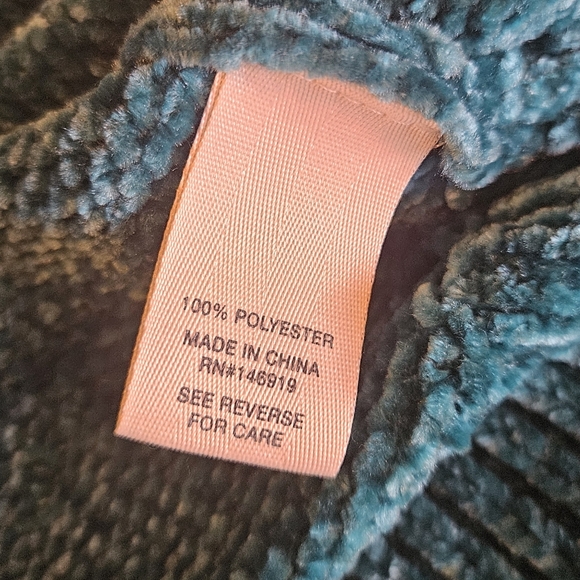 100% POLYESTER
MADE IN CHINA
RN#146919
SEE REVERSE
FOR CARE